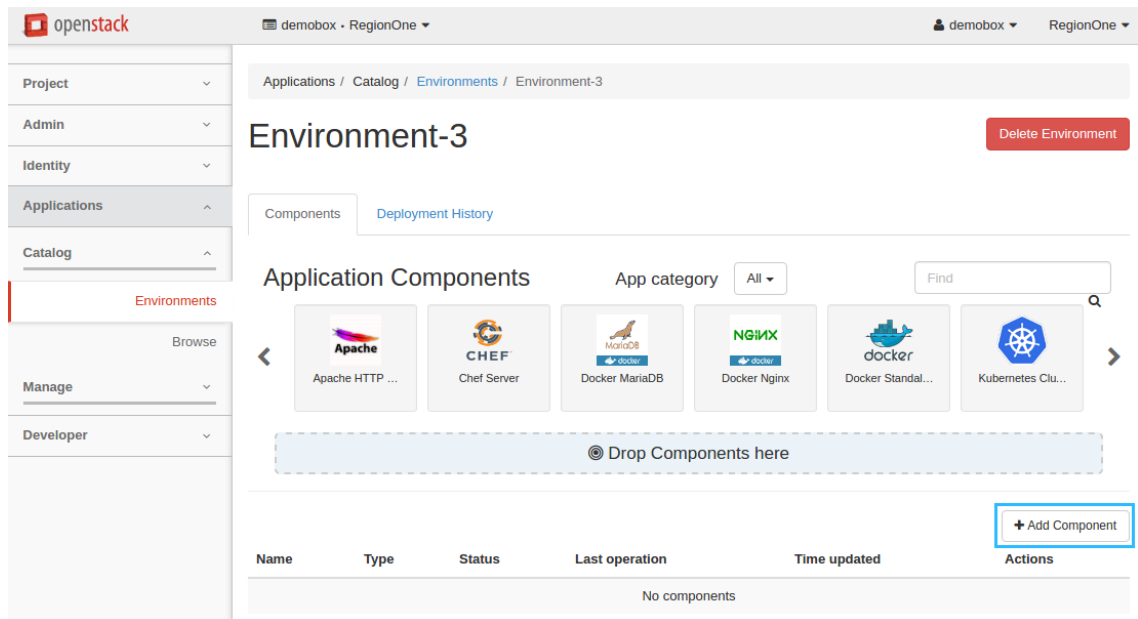 openstack
demobox • RegionOne
demobox
RegionOne
Project
Admin
Identity
Applications
Catalog
Environments
Browse
Manage
Developer
Applications / Catalog / Environments / Environment-3
Environment-3
Delete Environment
Components
Deployment History
Application Components
App category
All
Find
Apache
Apache HTTP ...
CHEF
Chef Server
MariaDB
docker
Docker MariaDB
NGiNX
docker
Docker Nginx
docker
Docker Standal...
Kubernetes Clu...
Drop Components here
+ Add Component
Name Type Status Last operation Time updated Actions
No components